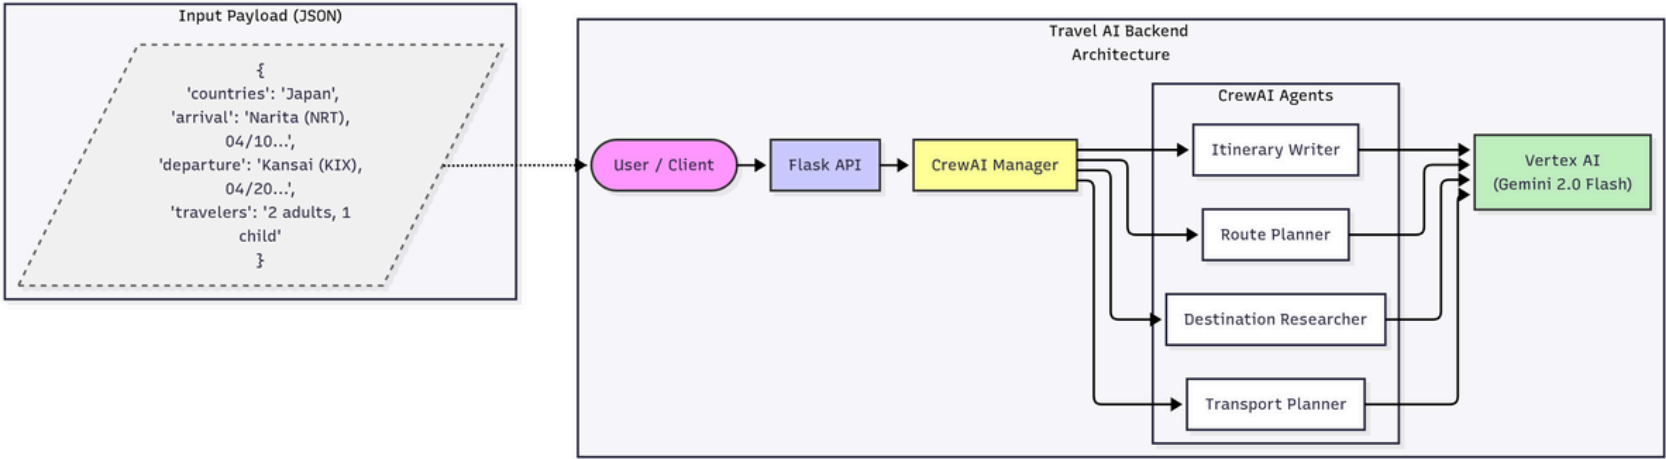 Input Payload (JSON)
{
'countries': 'Japan',
'arrival': 'Narita (NRT),
04/10...',
'departure': 'Kansai (KIX),
04/20...',
'travelers': '2 adults, 1
child'
}
Travel AI Backend
Architecture
User / Client
Flask API
CrewAI Manager
CrewAI Agents
Itinerary Writer
Route Planner
Destination Researcher
Transport Planner
Vertex AI
(Gemini 2.0 Flash)